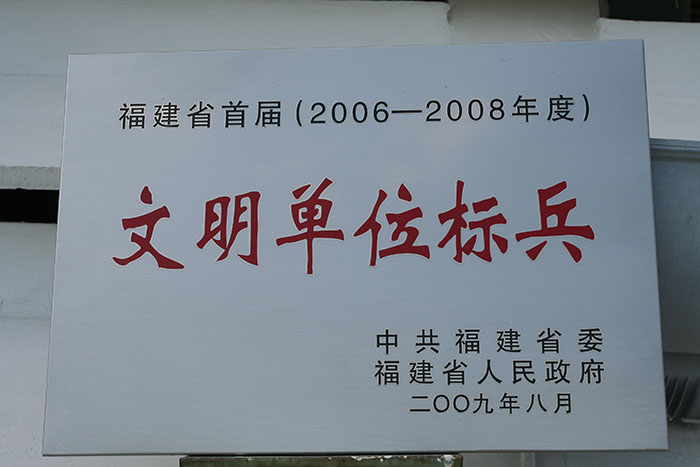 福建省首届(2006—2008年度)
文明单位标兵
中共福建省委
福建省人民政府
二〇〇九年八月